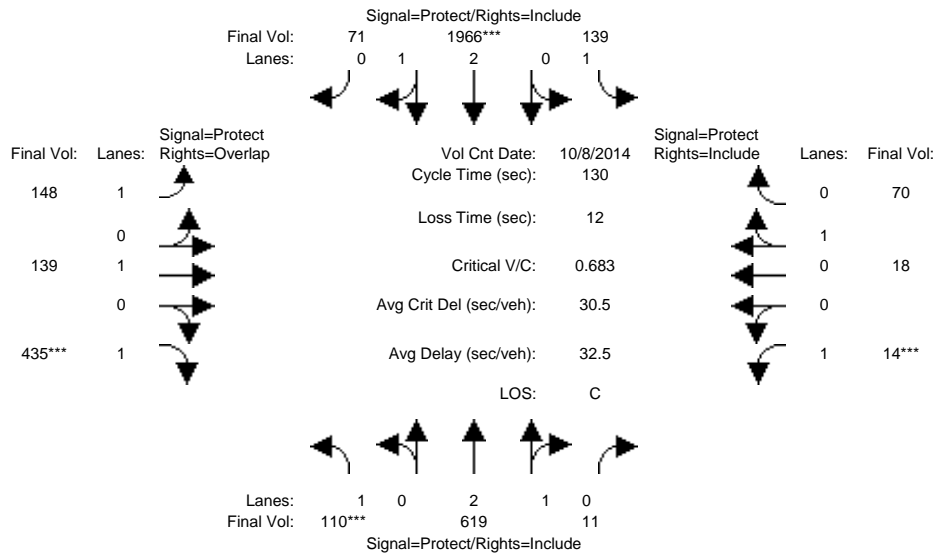 Signal=Protect/Rights=Include
Final Vol: 71 1966*** 139
Lanes: 0 1 2 0 1
Signal=Protect Signal=Protect
Final Vol: Lanes: Rights=Overlap Vol Cnt Date: 10/8/2014 Rights=Include Lanes: Final Vol:
Cycle Time (sec): 130
148 1 0 70
Loss Time (sec): 12
0 1
139 1 Critical V/C: 0.683 0 18
0 Avg Crit Del (sec/veh): 30.5 0
435*** 1 Avg Delay (sec/veh): 32.5 1 14***
LOS: C
Lanes: 1 0 2 1 0
Final Vol: 110*** 619 11
Signal=Protect/Rights=Include